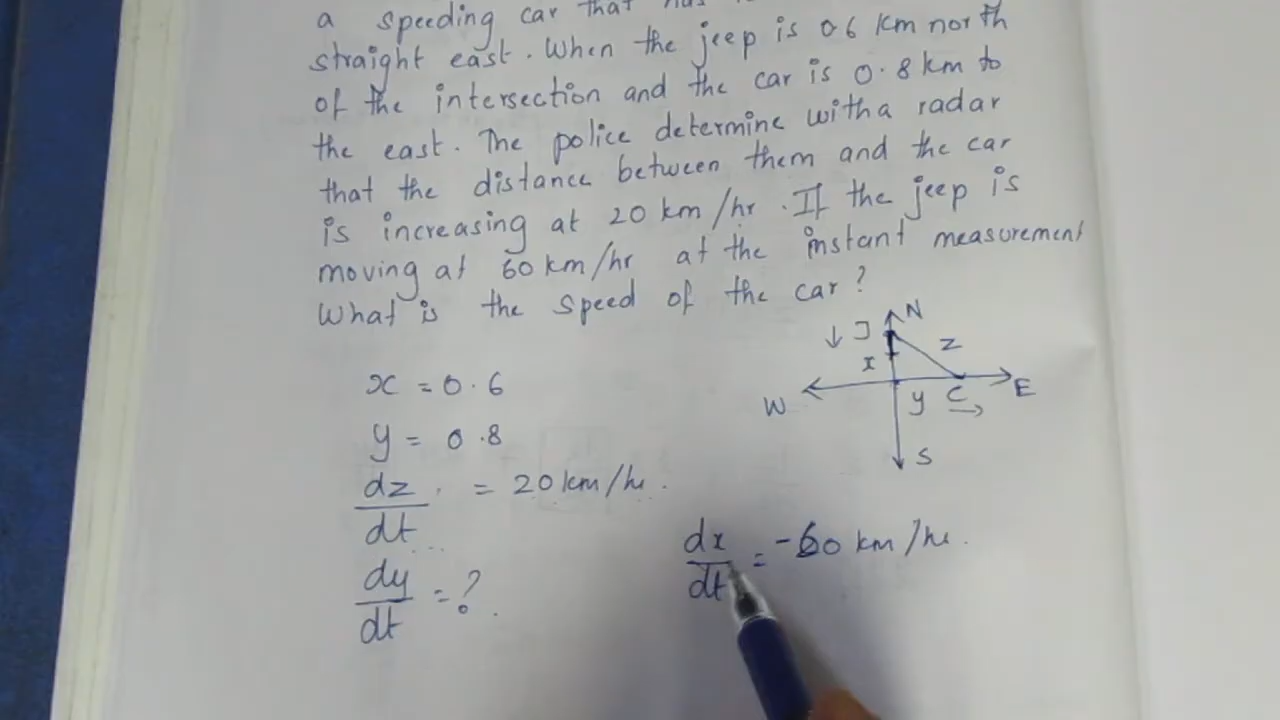 a speeding car that
straight east. When the jeep is 0.6 km north
of the intersection and the car is 0.8 km to
the east. The police determine with a radar
that the distance between them and the car
is increasing at 20 km/hr. If the jeep is
moving at 60 km/hr at the instant measurement
What is the speed of the car?
N
↓ J
x
z
W
y
C
→
E
S
x = 0.6
y = 0.8
dz/dt = 20 km/hr.
dx/dt = -60 km/hr.
dy/dt = ?